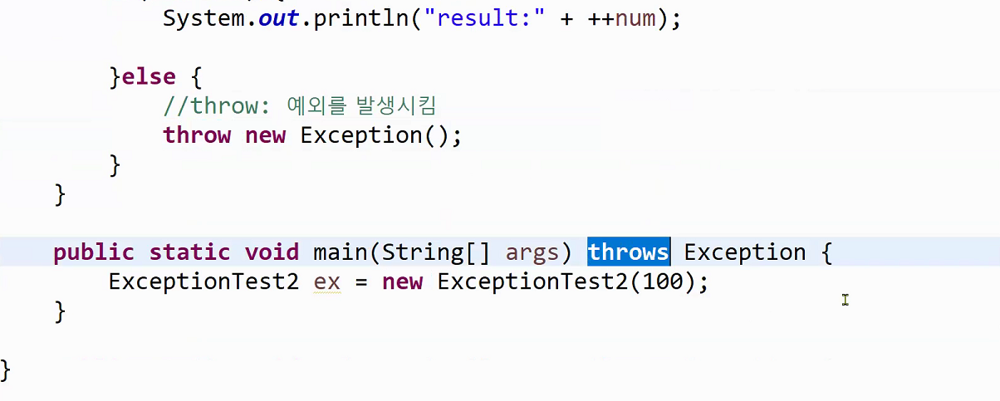 System.out.println("result:" + ++num);
}else {
//throw: 예외를 발생시킴
throw new Exception();
}
}
public static void main(String[] args) throws Exception {
ExceptionTest2 ex = new ExceptionTest2(100);
}
}